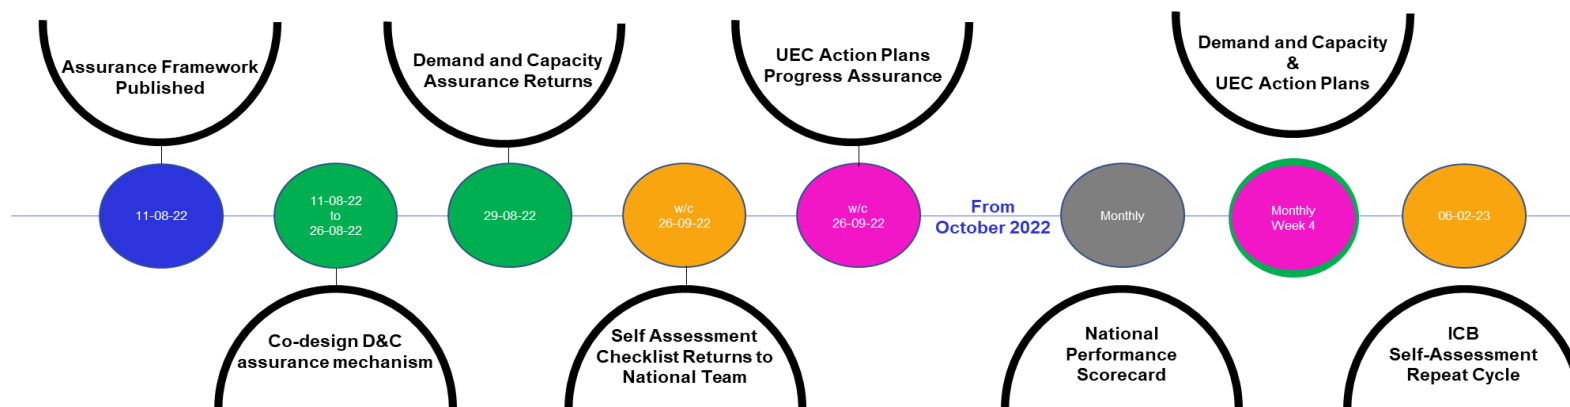 Assurance Framework
Published
11-08-22
11-08-22
to
26-08-22
Co-design D&C
assurance mechanism
Demand and Capacity
Assurance Returns
29-08-22
w/c
26-09-22
Self Assessment
Checklist Returns to
National Team
UEC Action Plans
Progress Assurance
w/c
26-09-22
From
October 2022
Monthly
National
Performance
Scorecard
Demand and Capacity
&
UEC Action Plans
Monthly
Week 4
06-02-23
ICB
Self-Assessment
Repeat Cycle